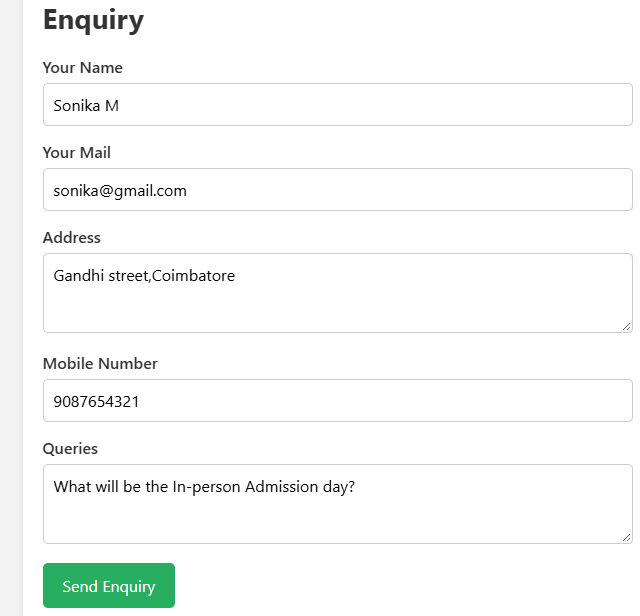 Enquiry
Your Name
Sonika M
Your Mail
sonika@gmail.com
Address
Gandhi street,Coimbatore
Mobile Number
9087654321
Queries
What will be the In-person Admission day?
Send Enquiry